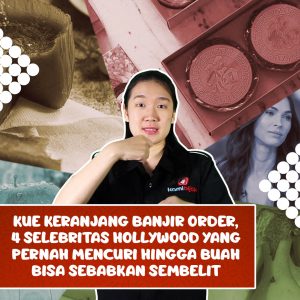 KUE KERANJANG BANJIR ORDER,
4 SELEBRITAS HOLLYWOOD YANG
PERNAH MENCURI HINGGA BUAH
BISA SEBABKAN SEMBELIT